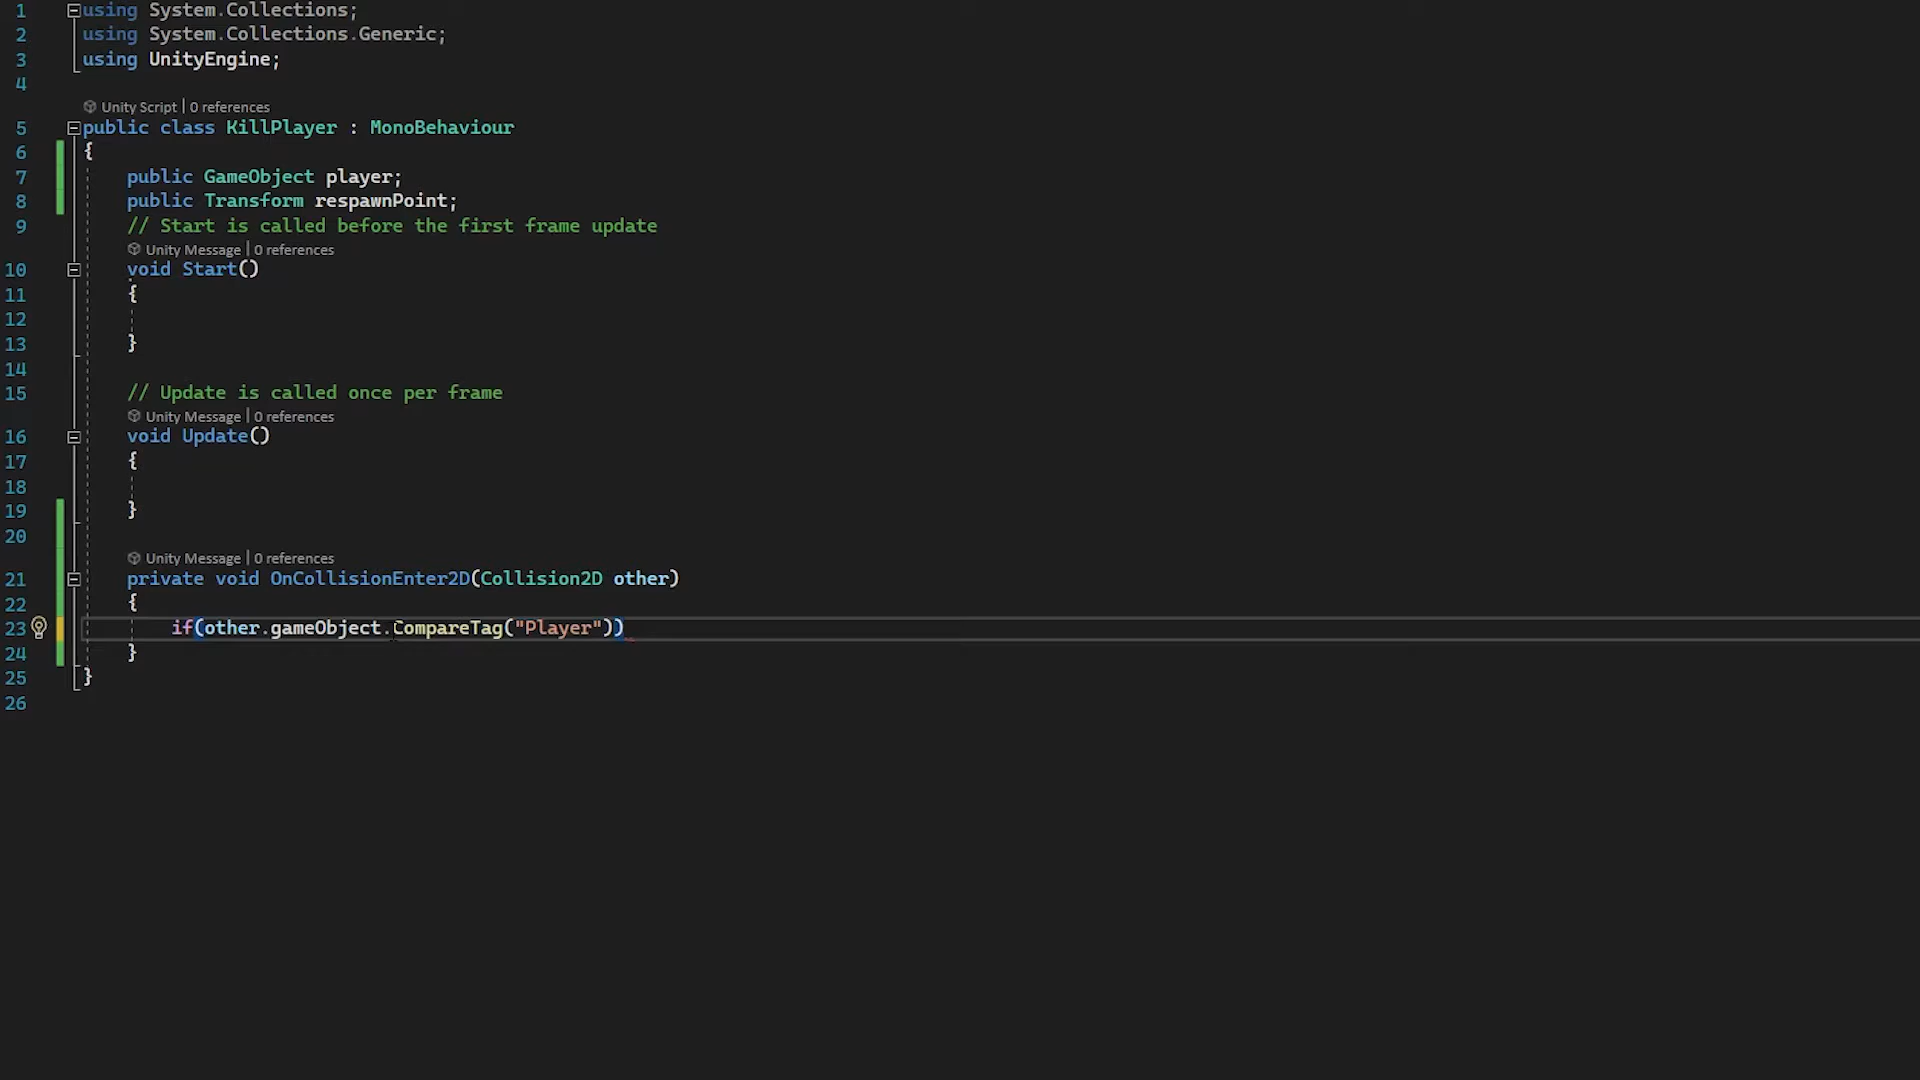 1 using System.Collections;
2 using System.Collections.Generic;
3 using UnityEngine;
4
Unity Script | 0 references
5 public class KillPlayer : MonoBehaviour
6 {
7 public GameObject player;
8 public Transform respawnPoint;
9 // Start is called before the first frame update
Unity Message | 0 references
10 void Start()
11 {
12
13 }
14
15 // Update is called once per frame
Unity Message | 0 references
16 void Update()
17 {
18
19 }
20
Unity Message | 0 references
21 private void OnCollisionEnter2D(Collision2D other)
22 {
23 if(other.gameObject.CompareTag("Player"))
24 }
25 }
26